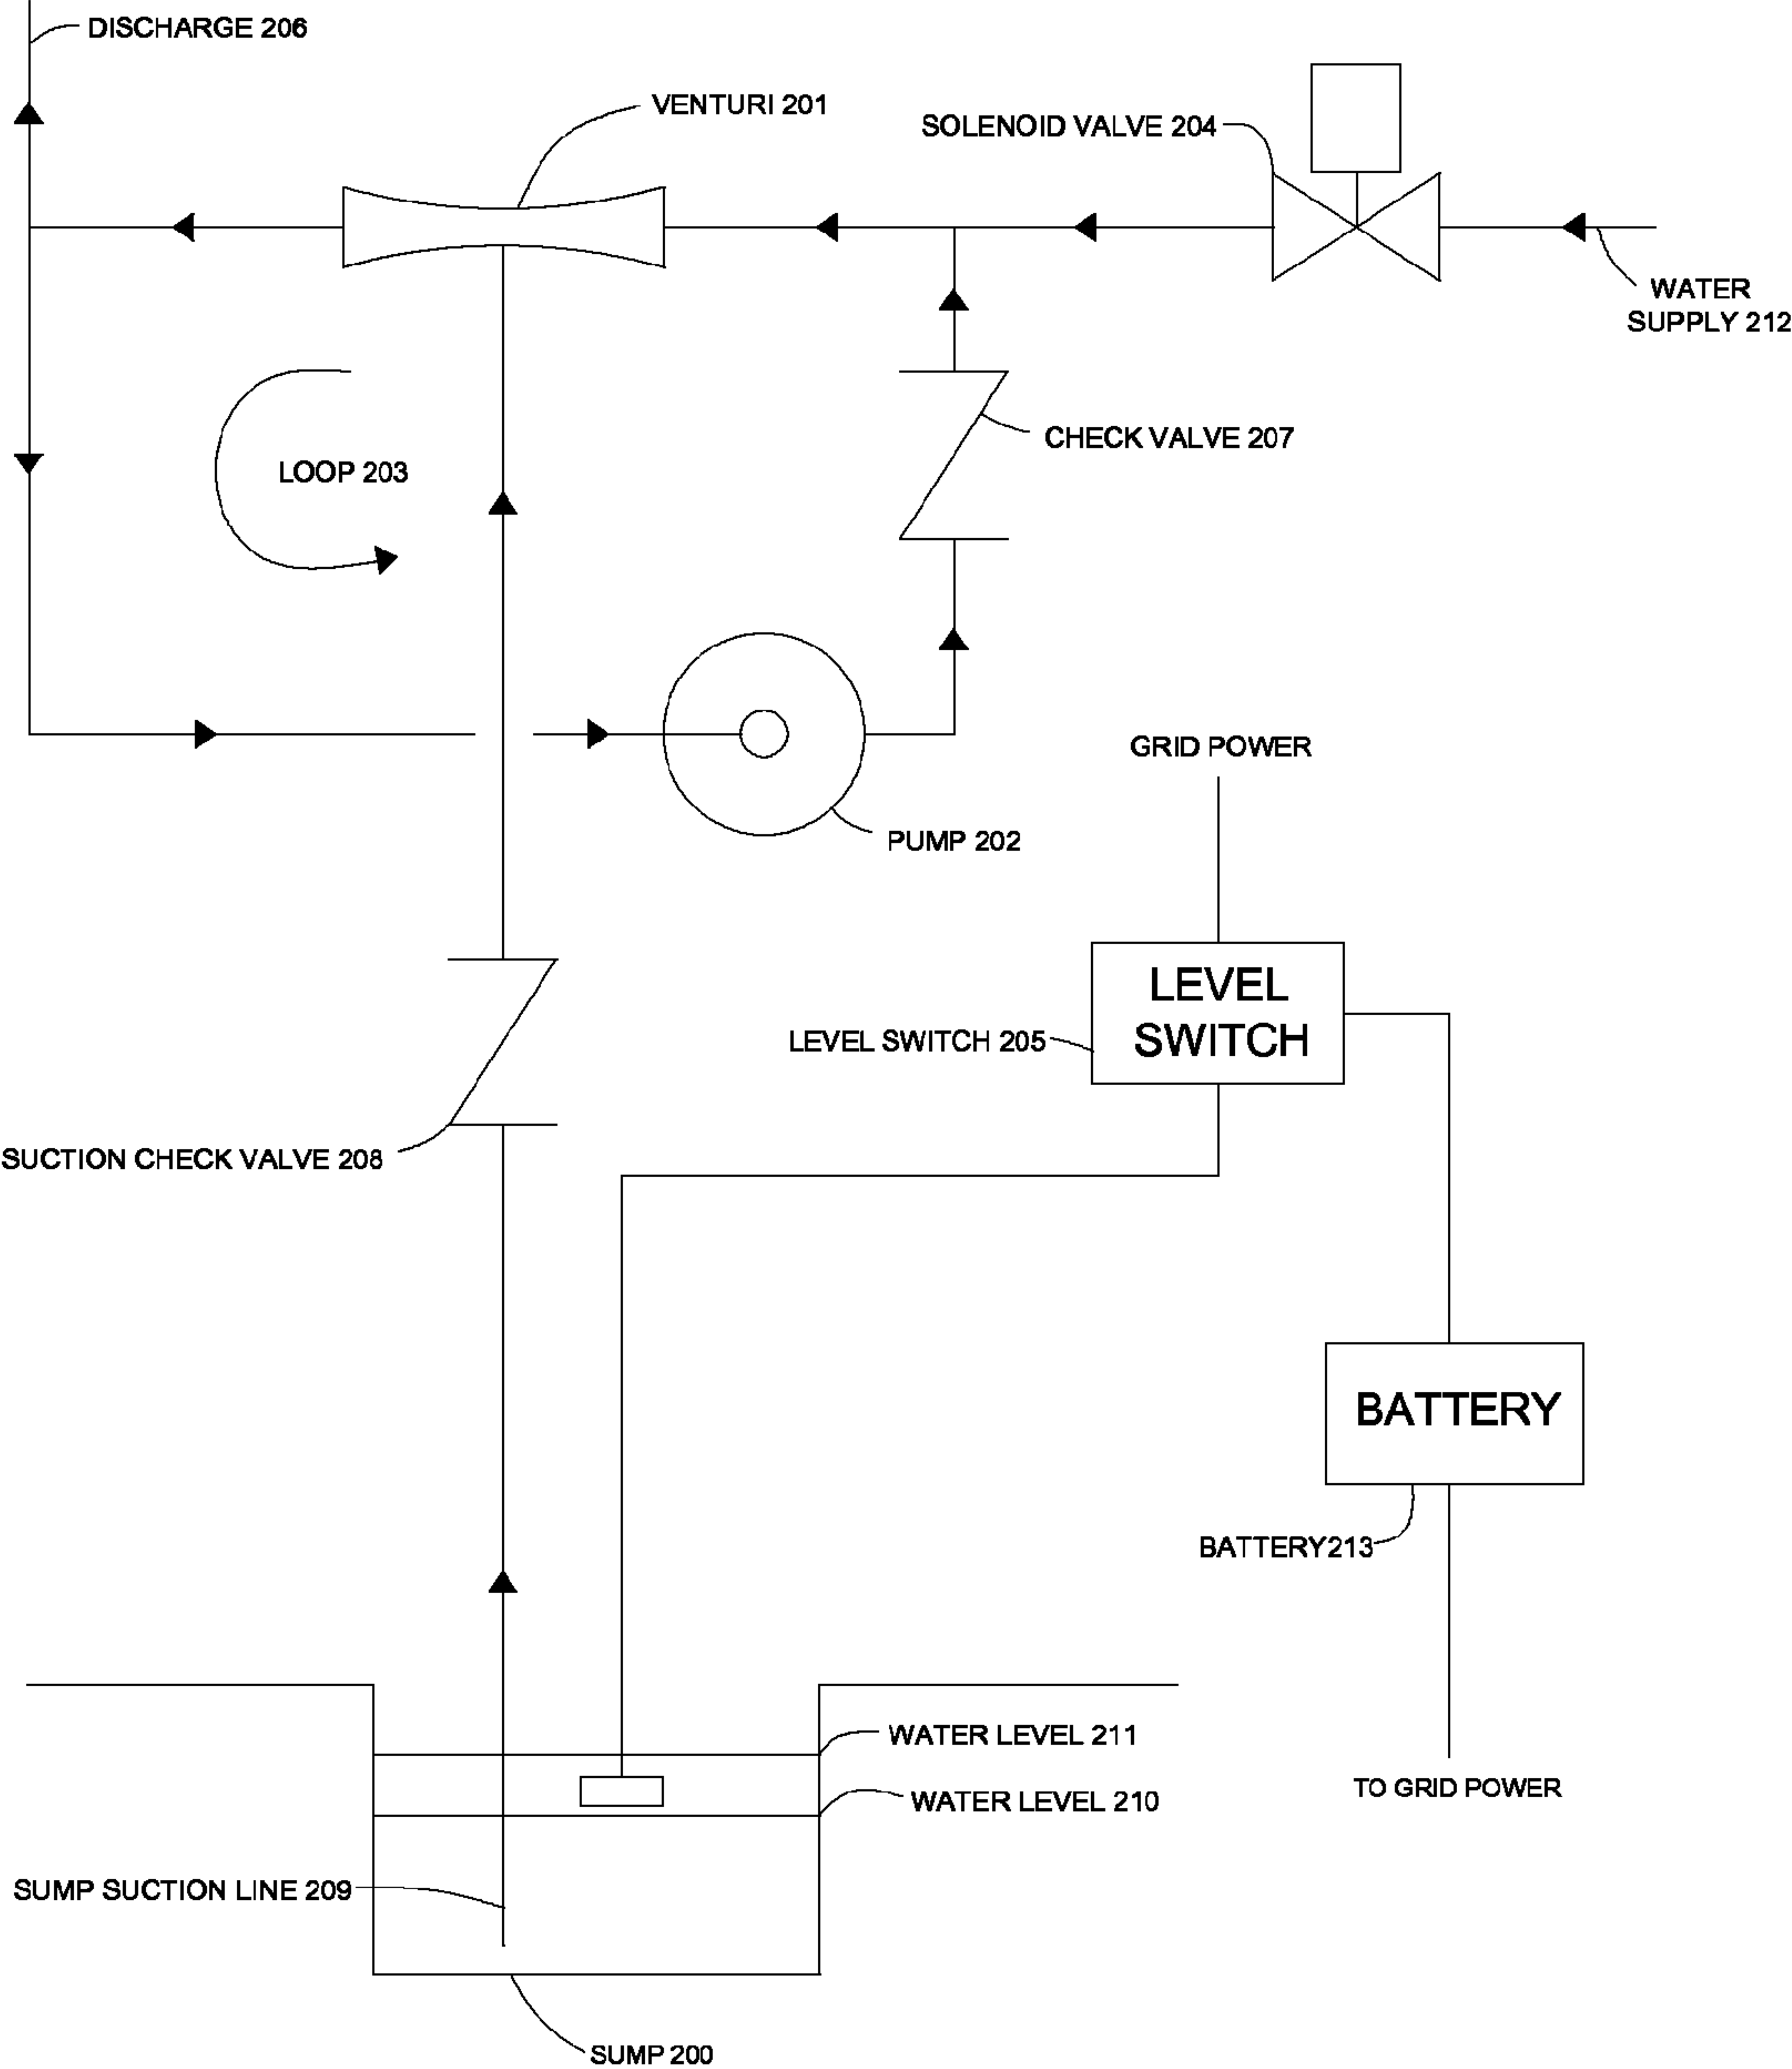 DISCHARGE 206
VENTURI 201
SOLENOID VALVE 204
WATER
SUPPLY 212
CHECK VALVE 207
LOOP 203
GRID POWER
PUMP 202
LEVEL
SWITCH
LEVEL SWITCH 205
SUCTION CHECK VALVE 208
BATTERY
BATTERY213
WATER LEVEL 211
TO GRID POWER
WATER LEVEL 210
SUMP SUCTION LINE 209
SUMP 200